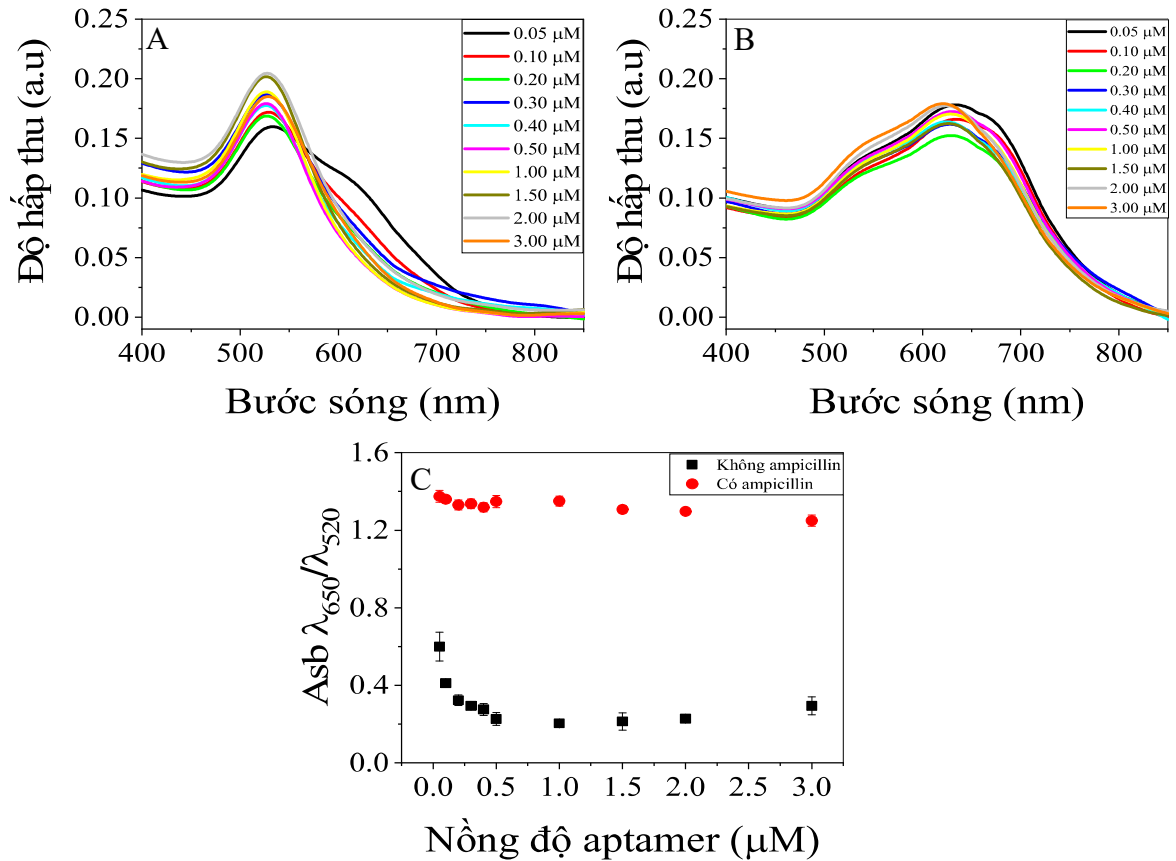 A
0.25
0.20
0.15
0.10
0.05
0.00
Độ hấp thu (a.u)
400 500 600 700 800
Bước sóng (nm)
0.05 μM
0.10 μM
0.20 μM
0.30 μM
0.40 μM
0.50 μM
1.00 μM
1.50 μM
2.00 μM
3.00 μM
B
0.25
0.20
0.15
0.10
0.05
0.00
Độ hấp thu (a.u)
400 500 600 700 800
Bước sóng (nm)
0.05 μM
0.10 μM
0.20 μM
0.30 μM
0.40 μM
0.50 μM
1.00 μM
1.50 μM
2.00 μM
3.00 μM
C
1.6
1.2
0.8
0.4
0.0
Asb λ650/λ520
Không ampicillin
Có ampicillin
0.0 0.5 1.0 1.5 2.0 2.5 3.0
Nồng độ aptamer (μM)